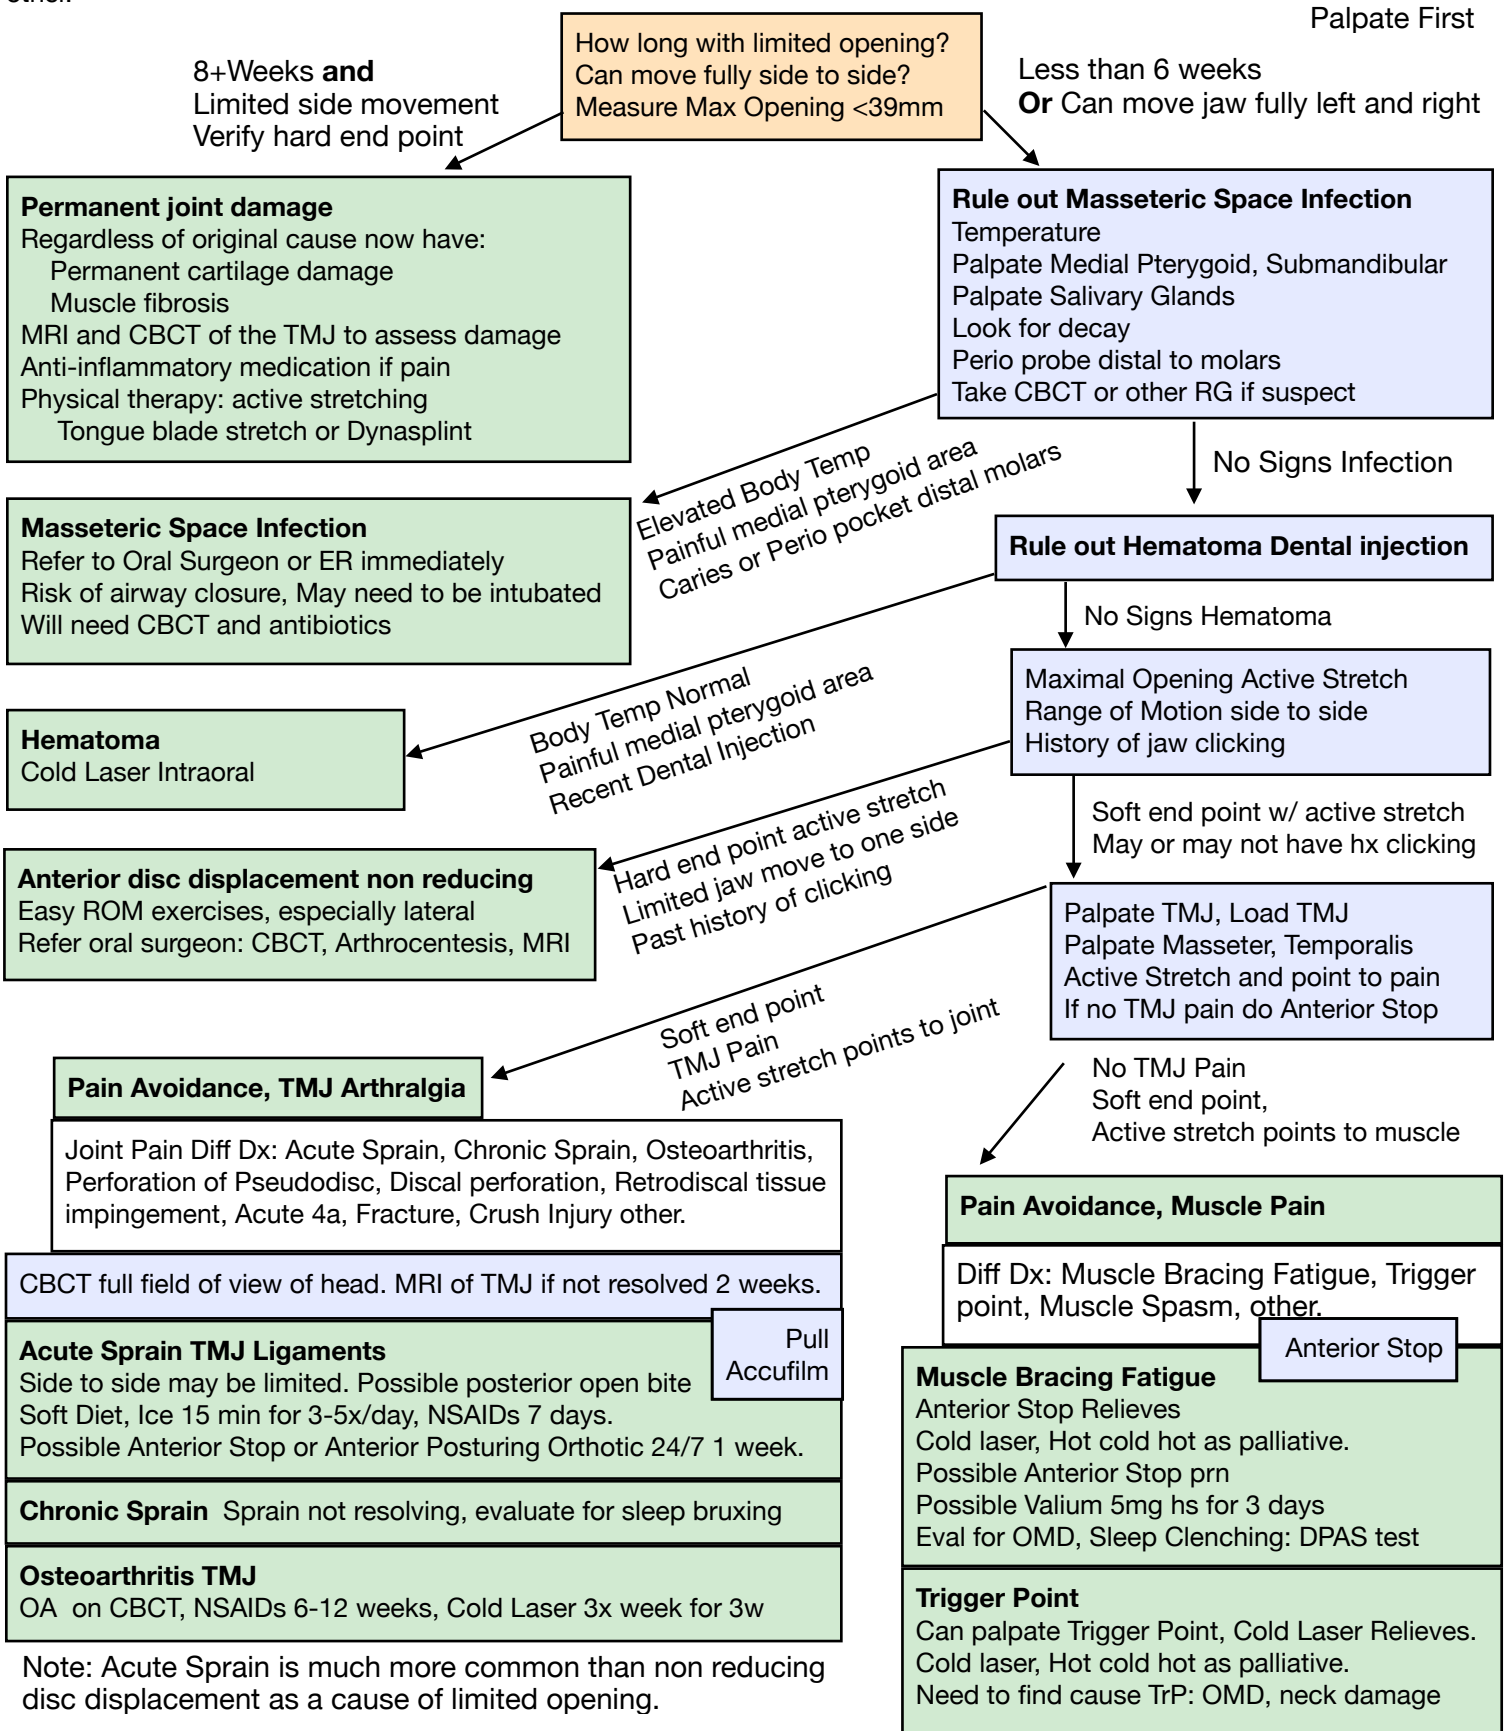 other.
Palpate First
How long with limited opening?
Can move fully side to side?
Measure Max Opening <39mm
8+Weeks and
Limited side movement
Verify hard end point
Less than 6 weeks
Or Can move jaw fully left and right
Permanent joint damage
Regardless of original cause now have:
Permanent cartilage damage
Muscle fibrosis
MRI and CBCT of the TMJ to assess damage
Anti-inflammatory medication if pain
Physical therapy: active stretching
Tongue blade stretch or Dynasplint
Rule out Masseteric Space Infection
Temperature
Palpate Medial Pterygoid, Submandibular
Palpate Salivary Glands
Look for decay
Perio probe distal to molars
Take CBCT or other RG if suspect
Elevated Body Temp
Painful medial pterygoid area
Caries or Perio pocket distal molars
No Signs Infection
Masseteric Space Infection
Refer to Oral Surgeon or ER immediately
Risk of airway closure, May need to be intubated
Will need CBCT and antibiotics
Rule out Hematoma Dental injection
No Signs Hematoma
Body Temp Normal
Painful medial pterygoid area
Recent Dental Injection
Hematoma
Cold Laser Intraoral
Maximal Opening Active Stretch
Range of Motion side to side
History of jaw clicking
Hard end point active stretch
Limited jaw move to one side
Past history of clicking
Soft end point w/ active stretch
May or may not have hx clicking
Anterior disc displacement non reducing
Easy ROM exercises, especially lateral
Refer oral surgeon: CBCT, Arthrocentesis, MRI
Palpate TMJ, Load TMJ
Palpate Masseter, Temporalis
Active Stretch and point to pain
If no TMJ pain do Anterior Stop
Soft end point
TMJ Pain
Active stretch points to joint
No TMJ Pain
Soft end point,
Active stretch points to muscle
Pain Avoidance, TMJ Arthralgia
Joint Pain Diff Dx: Acute Sprain, Chronic Sprain, Osteoarthritis,
Perforation of Pseudodisc, Discal perforation, Retrodiscal tissue
impingement, Acute 4a, Fracture, Crush Injury other.
CBCT full field of view of head. MRI of TMJ if not resolved 2 weeks.
Pull
Accufilm
Acute Sprain TMJ Ligaments
Side to side may be limited. Possible posterior open bite
Soft Diet, Ice 15 min for 3-5x/day, NSAIDs 7 days.
Possible Anterior Stop or Anterior Posturing Orthotic 24/7 1 week.
Chronic Sprain  Sprain not resolving, evaluate for sleep bruxing
Osteoarthritis TMJ
OA  on CBCT, NSAIDs 6-12 weeks, Cold Laser 3x week for 3w
Note: Acute Sprain is much more common than non reducing
disc displacement as a cause of limited opening.
Pain Avoidance, Muscle Pain
Diff Dx: Muscle Bracing Fatigue, Trigger
point, Muscle Spasm, other.
Anterior Stop
Muscle Bracing Fatigue
Anterior Stop Relieves
Cold laser, Hot cold hot as palliative.
Possible Anterior Stop prn
Possible Valium 5mg hs for 3 days
Eval for OMD, Sleep Clenching: DPAS test
Trigger Point
Can palpate Trigger Point, Cold Laser Relieves.
Cold laser, Hot cold hot as palliative.
Need to find cause TrP: OMD, neck damage